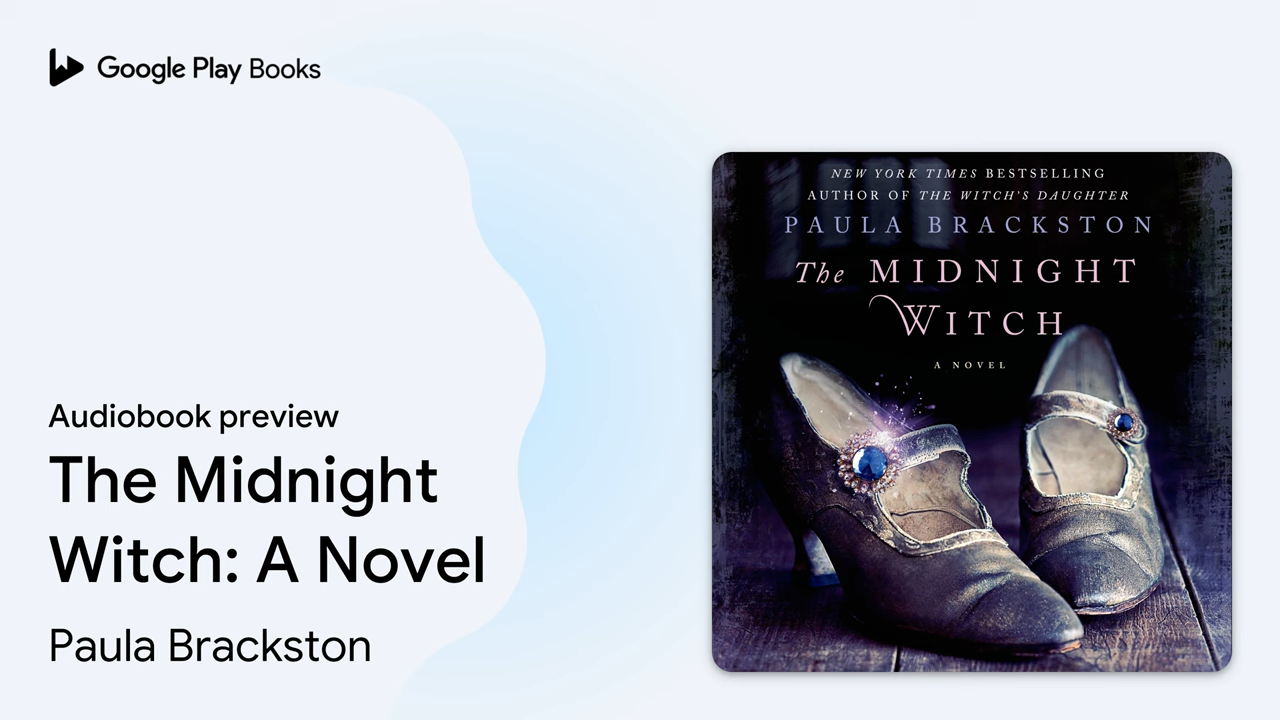 Google Play Books
Audiobook preview
The Midnight
Witch: A Novel
Paula Brackston
NEW YORK TIMES BESTSELLING
AUTHOR OF THE WITCH'S DAUGHTER
PAULA BRACKSTON
The MIDNIGHT
WITCH
A NOVEL